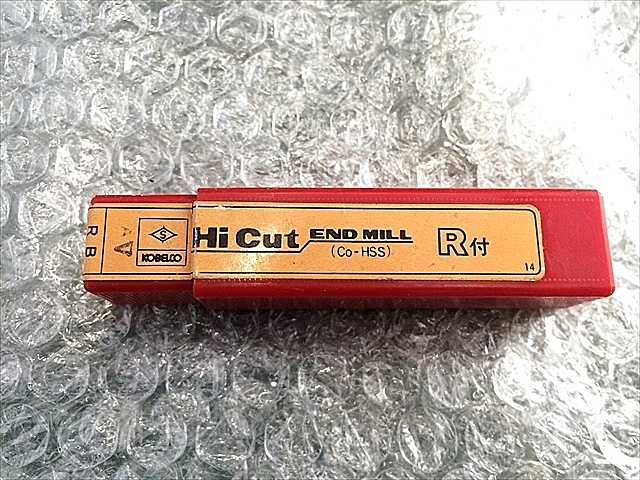 R B
S
KOBELCO
Hi Cut END MILL
(Co-HSS)
R付
14